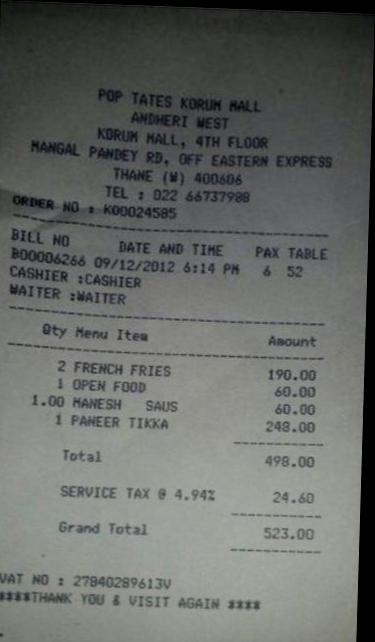 POP TATES KORUM MALL
ANDHERI WEST
KORUM MALL, 4TH FLOOR
MANGAL PANDEY RD, OFF EASTERN EXPRESS
THANE (W) 400606
TEL : 022 66737988
ORDER NO : K00024585
BILL NO DATE AND TIME PAX TABLE
B00006266 09/12/2012 6:14 PM 6 52
CASHIER :CASHIER
WAITER :WAITER
Qty Menu Item Amount
2 FRENCH FRIES 190.00
1 OPEN FOOD 60.00
1.00 MANESH SAUS 60.00
1 PANEER TIKKA 248.00
Total 498.00
SERVICE TAX @ 4.94% 24.60
Grand Total 523.00
VAT NO : 27840289613V
****THANK YOU & VISIT AGAIN ****